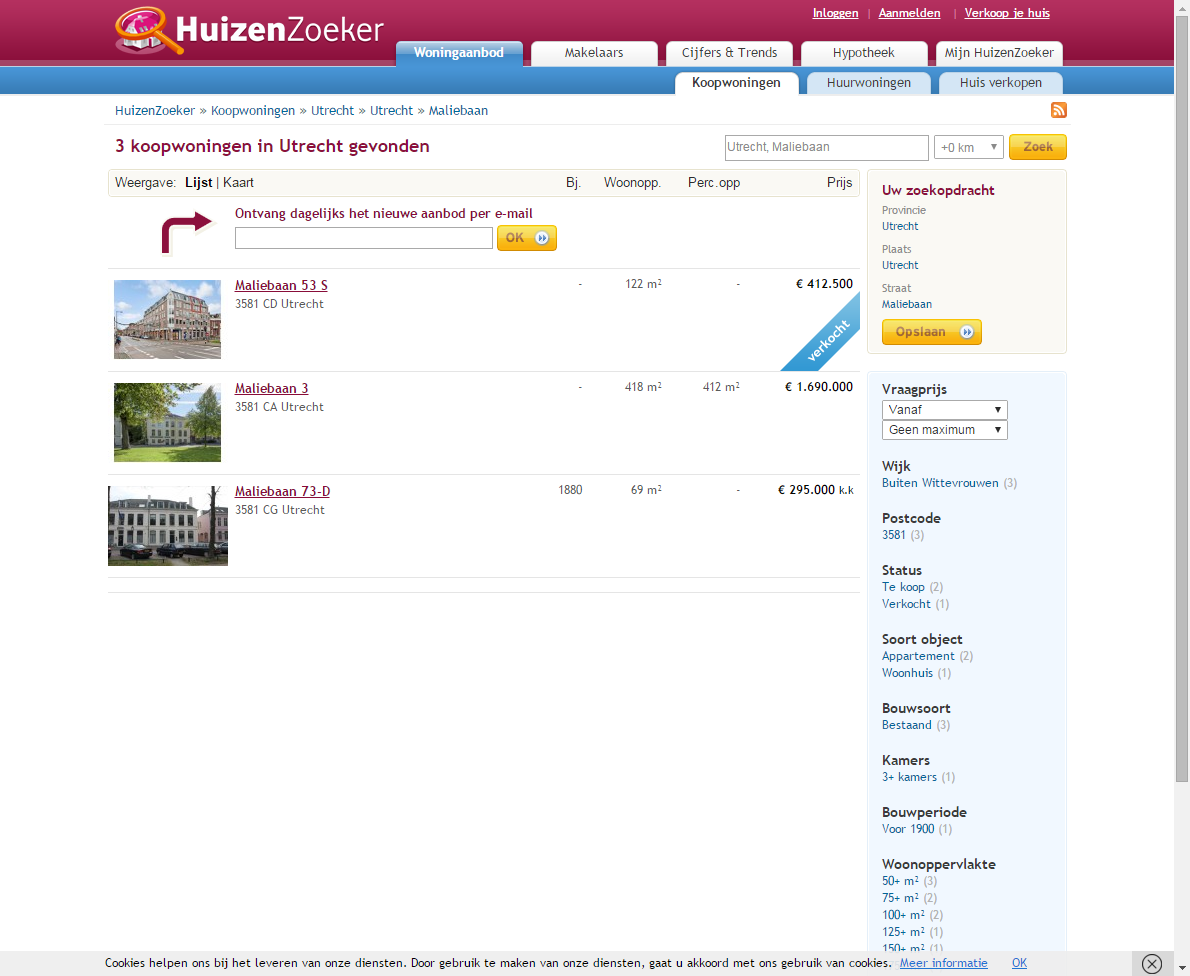 Inloggen | Aanmelden | Verkoop je huis
HuizenZoeker
Woningaanbod Makelaars Cijfers & Trends Hypotheek Mijn HuizenZoeker
Koopwoningen Huurwoningen Huis verkopen
HuizenZoeker » Koopwoningen » Utrecht » Utrecht » Maliebaan
3 koopwoningen in Utrecht gevonden
Utrecht, Maliebaan +0 km Zoek
Weergave: Lijst | Kaart Bj. Woonopp. Perc.opp Prijs
Ontvang dagelijks het nieuwe aanbod per e-mail
OK
Maliebaan 53 S - 122 m² - € 412.500
3581 CD Utrecht
verkocht
Maliebaan 3 - 418 m² 412 m² € 1.690.000
3581 CA Utrecht
Maliebaan 73-D 1880 69 m² - € 295.000 k.k
3581 CG Utrecht
Uw zoekopdracht
Provincie
Utrecht
Plaats
Utrecht
Straat
Maliebaan
Opslaan
Vraagprijs
Vanaf
Geen maximum
Wijk
Buiten Wittevrouwen (3)
Postcode
3581 (3)
Status
Te koop (2)
Verkocht (1)
Soort object
Appartement (2)
Woonhuis (1)
Bouwsoort
Bestaand (3)
Kamers
3+ kamers (1)
Bouwperiode
Voor 1900 (1)
Woonoppervlakte
50+ m² (3)
75+ m² (2)
100+ m² (2)
125+ m² (1)
150+ m² (1)
Cookies helpen ons bij het leveren van onze diensten. Door gebruik te maken van onze diensten, gaat u akkoord met ons gebruik van cookies. Meer informatie OK